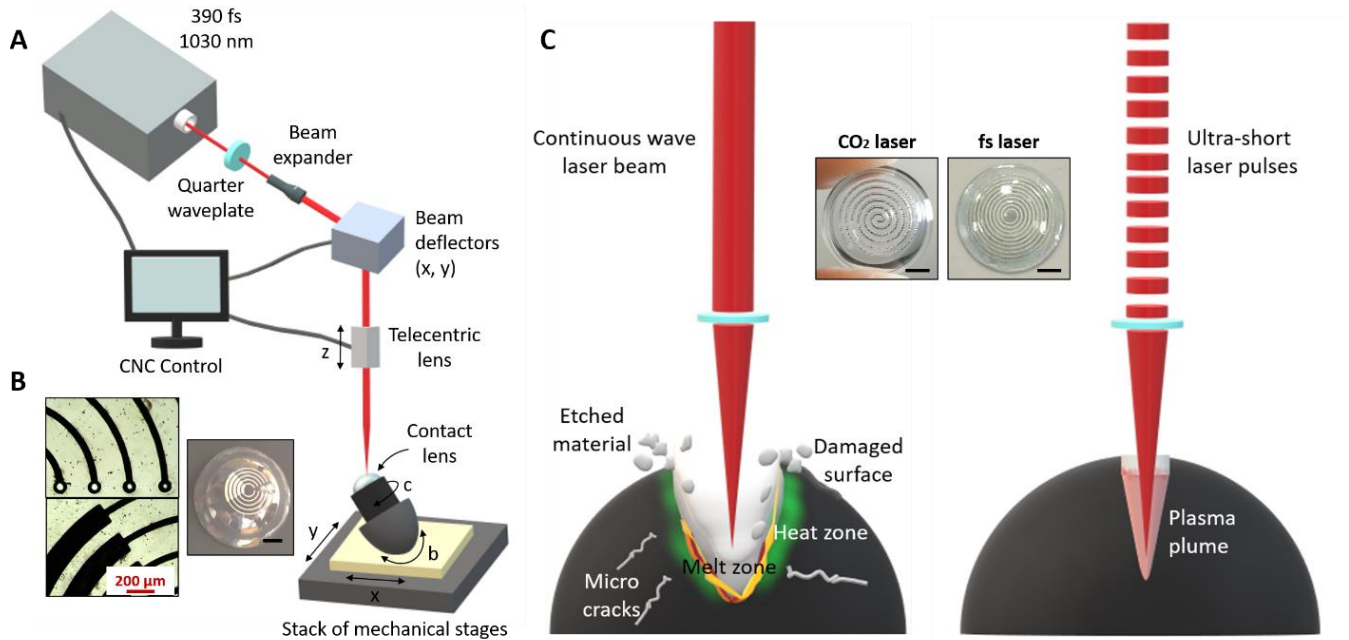 A
390 fs
1030 nm
Beam
expander
Quarter
waveplate
Beam
deflectors
(x, y)
Telecentric
lens
z
CNC Control
B
200 µm
Contact
lens
c
y
b
x
Stack of mechanical stages
C
Continuous wave
laser beam
CO₂ laser
fs laser
Ultra-short
laser pulses
Etched
material
Damaged
surface
Heat zone
Melt zone
Micro
cracks
Plasma
plume